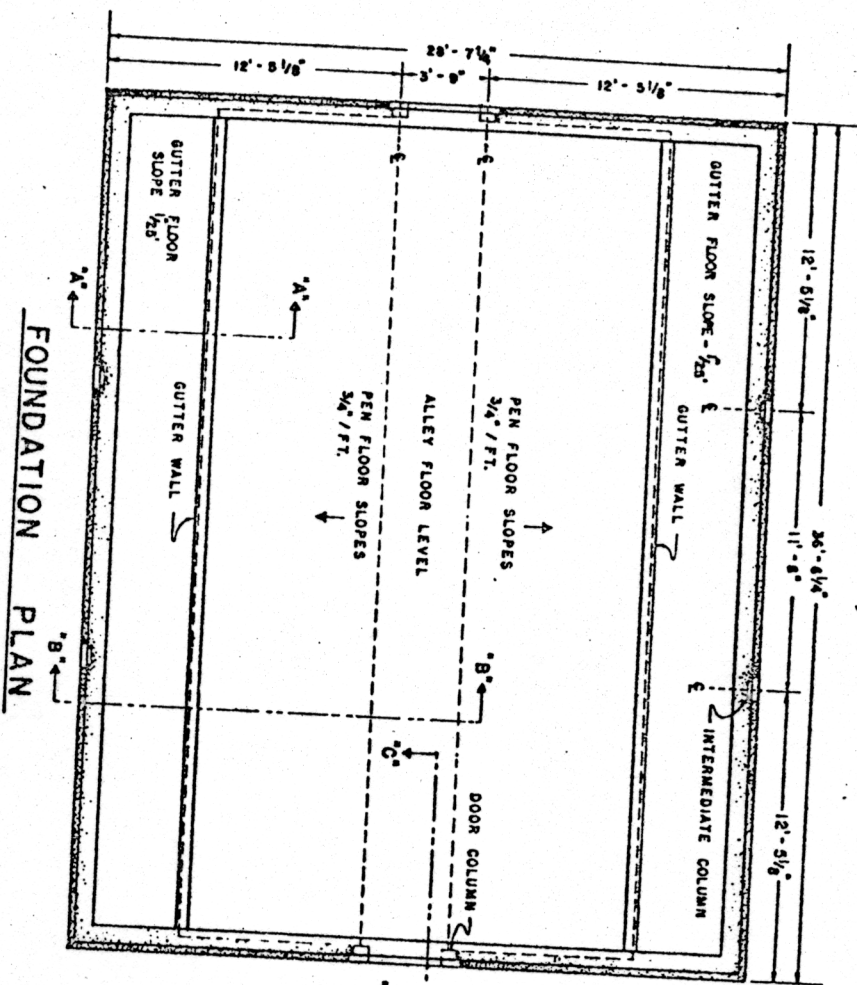 28'-7¼"
12'-5 1/8"
3'-9"
12'-5 1/8"
36'-6 1/4"
12'-5 1/8"
11'-8"
12'-5 1/8"
GUTTER FLOOR
SLOPE 1"/25'
GUTTER FLOOR SLOPE - 1"/25'
℄
℄
℄
℄
"A"
"A"
GUTTER WALL
GUTTER WALL
PEN FLOOR SLOPES
3/4" / FT.
ALLEY FLOOR LEVEL
PEN FLOOR SLOPES
3/4" / FT.
"B"
"B"
"C"
INTERMEDIATE COLUMN
DOOR COLUMN
FOUNDATION PLAN